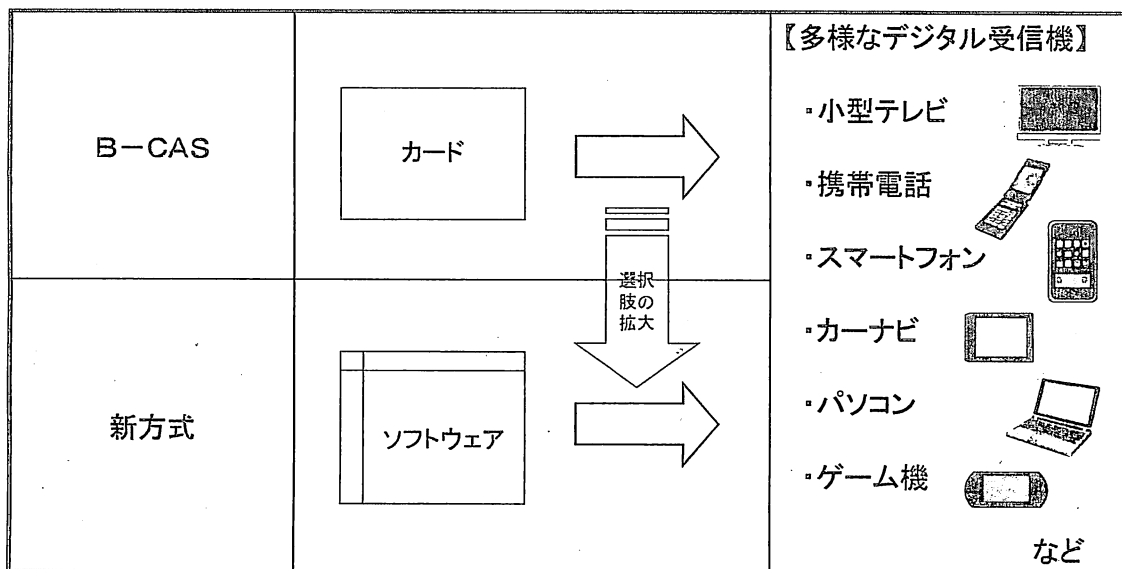 B-CAS
カード
選択
肢の
拡大
新方式
ソフトウェア
【多様なデジタル受信機】
・小型テレビ
・携帯電話
・スマートフォン
・カーナビ
・パソコン
・ゲーム機
など